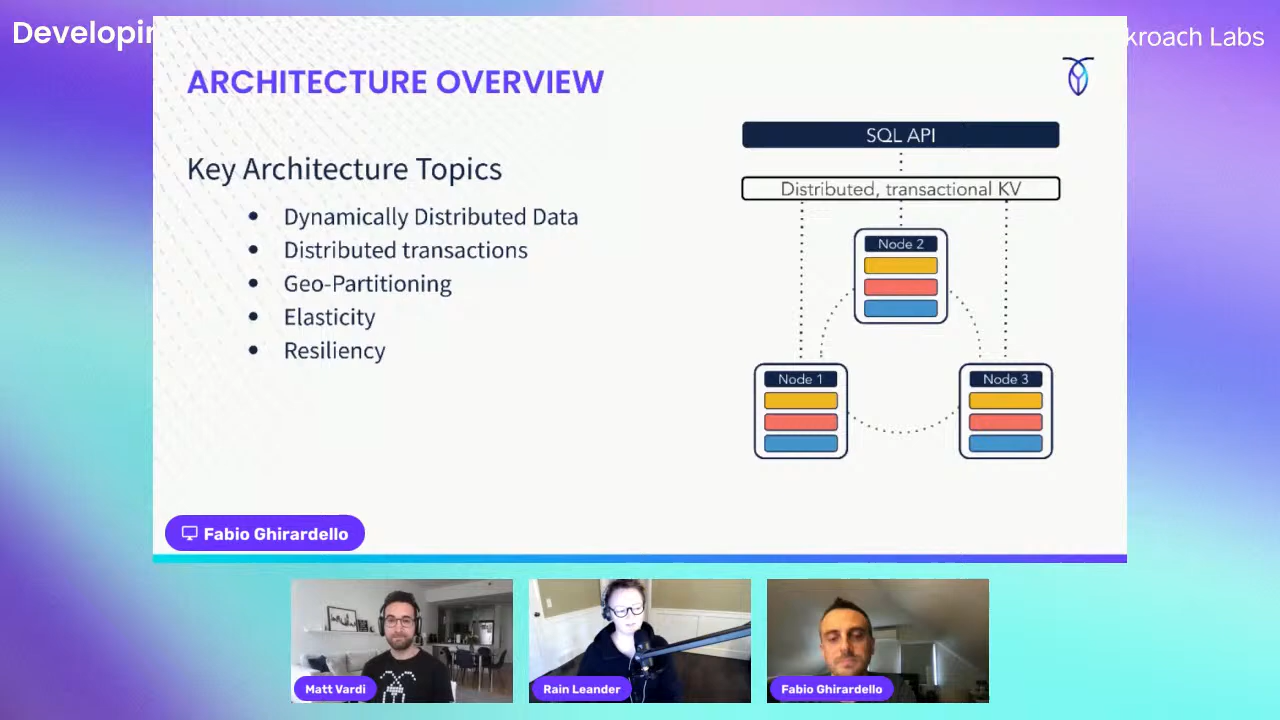 Developin
kroach Labs
ARCHITECTURE OVERVIEW
Key Architecture Topics
• Dynamically Distributed Data
• Distributed transactions
• Geo-Partitioning
• Elasticity
• Resiliency
SQL API
Distributed, transactional KV
Node 2
Node 1
Node 3
Fabio Ghirardello
Matt Vardi
Rain Leander
Fabio Ghirardello